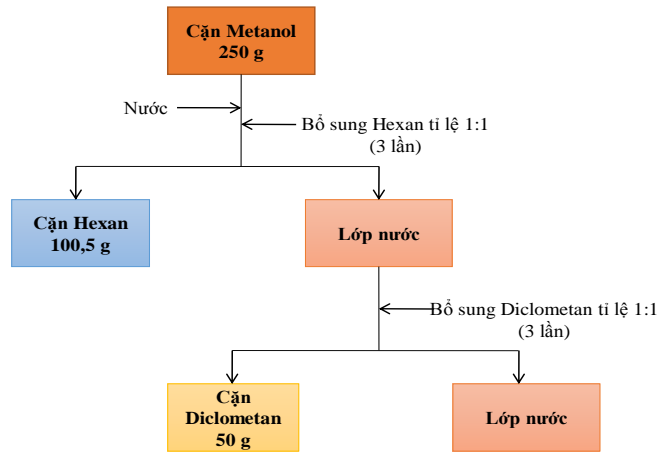 Cặn Metanol
250 g
Nước
Bổ sung Hexan tỉ lệ 1:1
(3 lần)
Cặn Hexan
100,5 g
Lớp nước
Bổ sung Diclometan tỉ lệ 1:1
(3 lần)
Cặn
Diclometan
50 g
Lớp nước